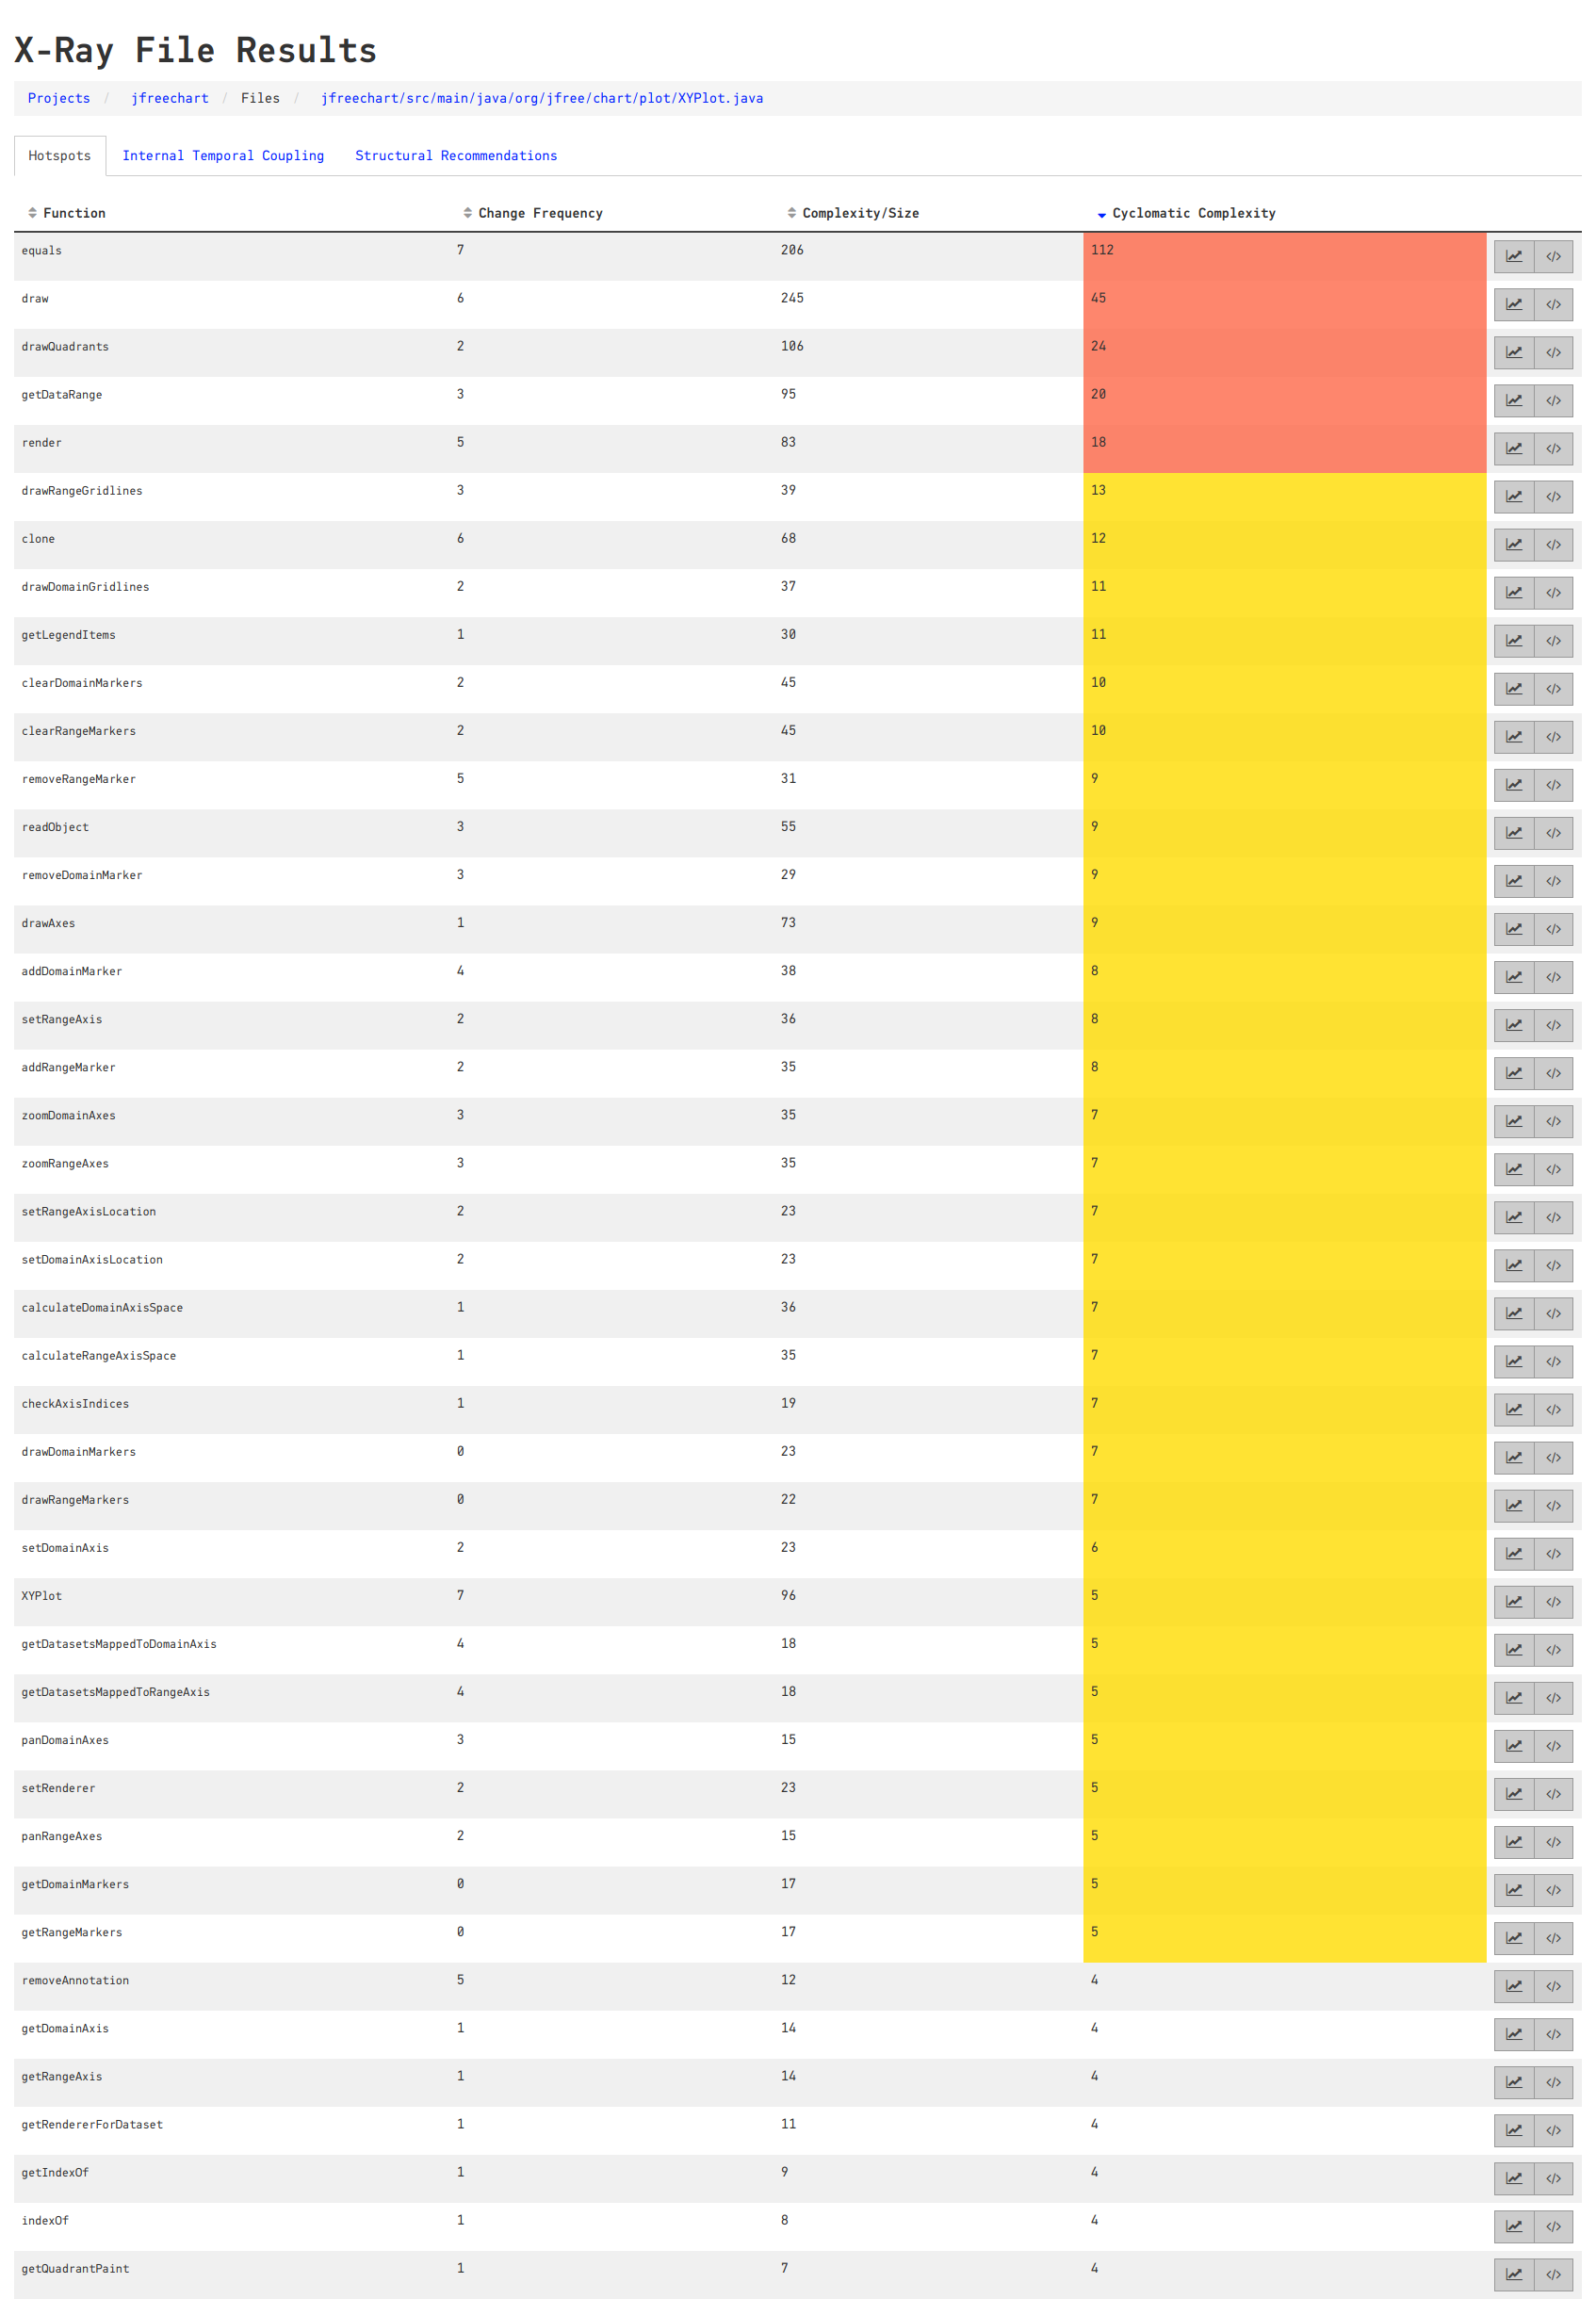 X-Ray File Results
Projects / jfreechart / Files / jfreechart/src/main/java/org/jfree/chart/plot/XYPlot.java
Hotspots Internal Temporal Coupling Structural Recommendations
Function Change Frequency Complexity/Size Cyclomatic Complexity
equals 7 206 112
draw 6 245 45
drawQuadrants 2 106 24
getDataRange 3 95 20
render 5 83 18
drawRangeGridlines 3 39 13
clone 6 68 12
drawDomainGridlines 2 37 11
getLegendItems 1 30 11
clearDomainMarkers 2 45 10
clearRangeMarkers 2 45 10
removeRangeMarker 5 31 9
readObject 3 55 9
removeDomainMarker 3 29 9
drawAxes 1 73 9
addDomainMarker 4 38 8
setRangeAxis 2 36 8
addRangeMarker 2 35 8
zoomDomainAxes 3 35 7
zoomRangeAxes 3 35 7
setRangeAxisLocation 2 23 7
setDomainAxisLocation 2 23 7
calculateDomainAxisSpace 1 36 7
calculateRangeAxisSpace 1 35 7
checkAxisIndices 1 19 7
drawDomainMarkers 0 23 7
drawRangeMarkers 0 22 7
setDomainAxis 2 23 6
XYPlot 7 96 5
getDatasetsMappedToDomainAxis 4 18 5
getDatasetsMappedToRangeAxis 4 18 5
panDomainAxes 3 15 5
setRenderer 2 23 5
panRangeAxes 2 15 5
getDomainMarkers 0 17 5
getRangeMarkers 0 17 5
removeAnnotation 5 12 4
getDomainAxis 1 14 4
getRangeAxis 1 14 4
getRendererForDataset 1 11 4
getIndexOf 1 9 4
indexOf 1 8 4
getQuadrantPaint 1 7 4